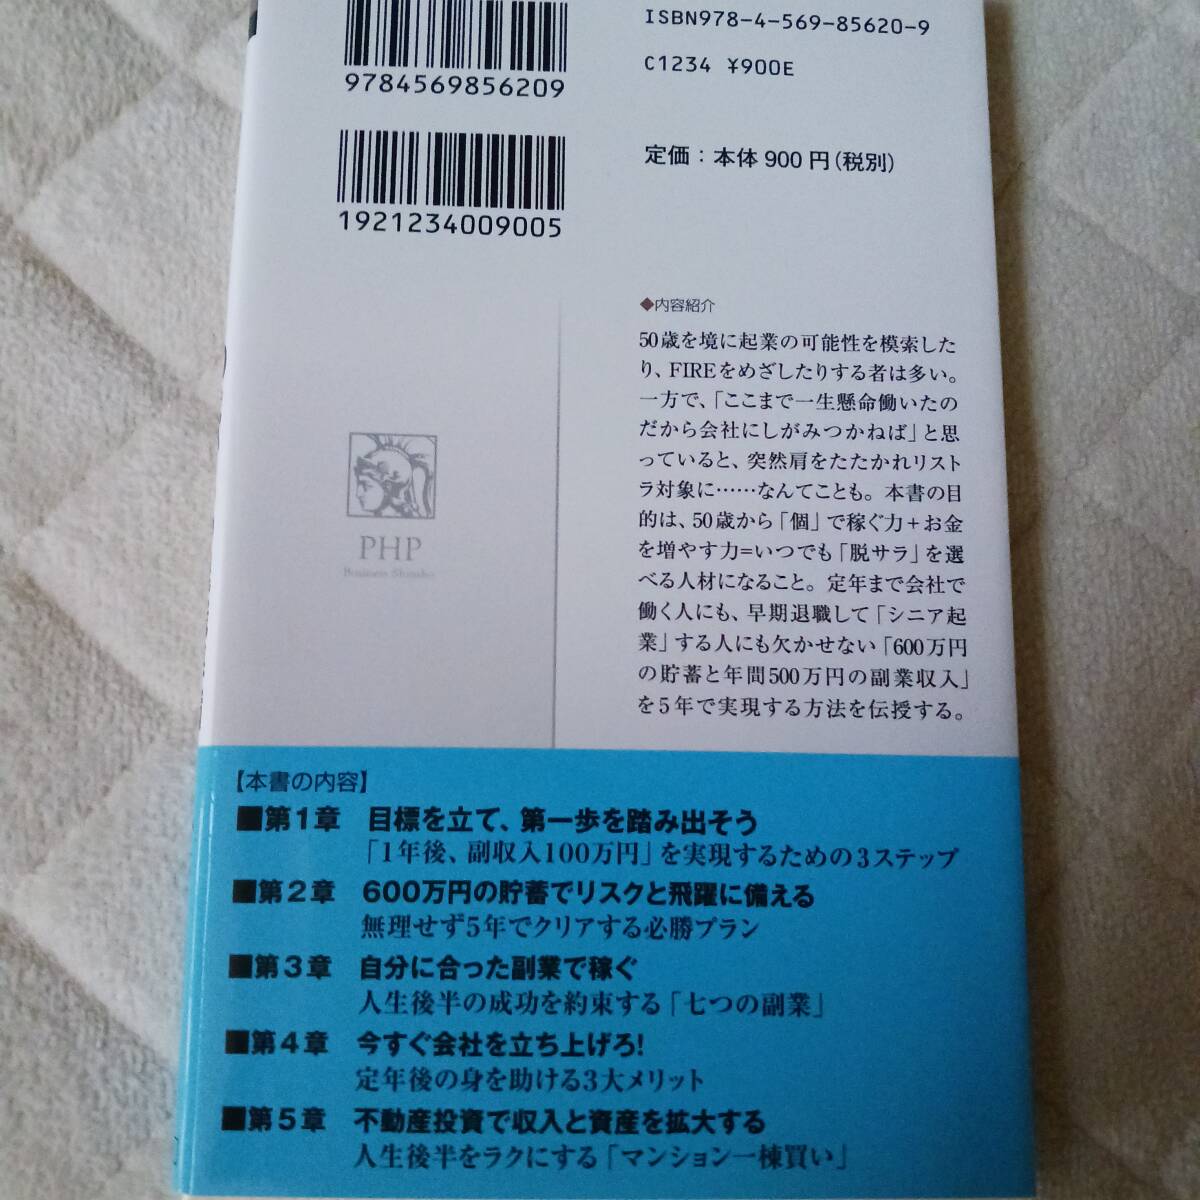 ISBN978-4-569-85620-9
C1234 ¥900E
9784569856209
定価：本体 900 円（税別）
1921234009005
◆内容紹介
50歳を境に起業の可能性を模索した
り、FIREをめざしたりする者は多い。
一方で、「ここまで一生懸命働いたの
だから会社にしがみつかねば」と思
っていると、突然肩をたたかれリスト
ラ対象に……なんてことも。本書の目
的は、50歳から「個」で稼ぐ力+お金
を増やす力=いつでも「脱サラ」を選
べる人材になること。定年まで会社で
働く人にも、早期退職して「シニア起
業」する人にも欠かせない「600万円
の貯蓄と年間500万円の副業収入」
を5年で実現する方法を伝授する。
PHP
Business Shinsho
【本書の内容】
■第1章 目標を立て、第一歩を踏み出そう
「1年後、副収入100万円」を実現するための3ステップ
■第2章 600万円の貯蓄でリスクと飛躍に備える
無理せず5年でクリアする必勝プラン
■第3章 自分に合った副業で稼ぐ
人生後半の成功を約束する「七つの副業」
■第4章 今すぐ会社を立ち上げろ!
定年後の身を助ける3大メリット
■第5章 不動産投資で収入と資産を拡大する
人生後半をラクにする「マンション一棟買い」